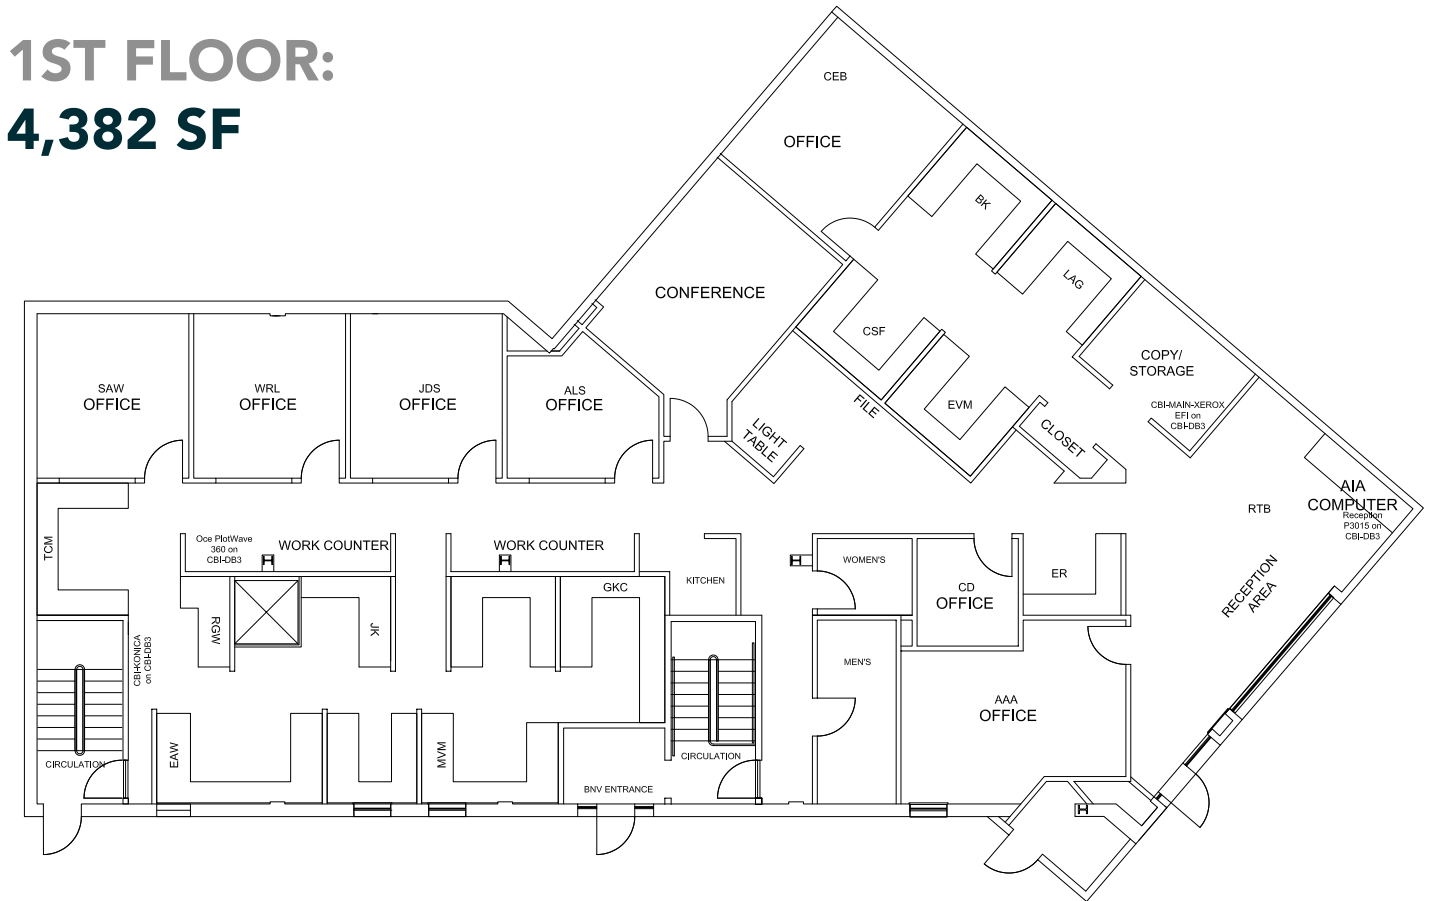 1ST FLOOR:
4,382 SF
CEB
OFFICE
BK
LAG
CONFERENCE
CSF
EVM
COPY/
STORAGE
CBI-MAIN-XEROX
EFI on
CBI-DB3
SAW
OFFICE
WRL
OFFICE
JDS
OFFICE
ALS
OFFICE
FILE
LIGHT
TABLE
CLOSET
AIA
COMPUTER
Reception
P3015 on
CBI-DB3
RTB
RECEPTION
AREA
TCM
Oce PlotWave
360 on
CBI-DB3
WORK COUNTER
WORK COUNTER
H
H
H
KITCHEN
WOMEN'S
CD
OFFICE
ER
GKC
RGW
JK
CBI-KONICA
on CBI-DB3
MEN'S
AAA
OFFICE
EAW
MVM
CIRCULATION
CIRCULATION
BNV ENTRANCE
H